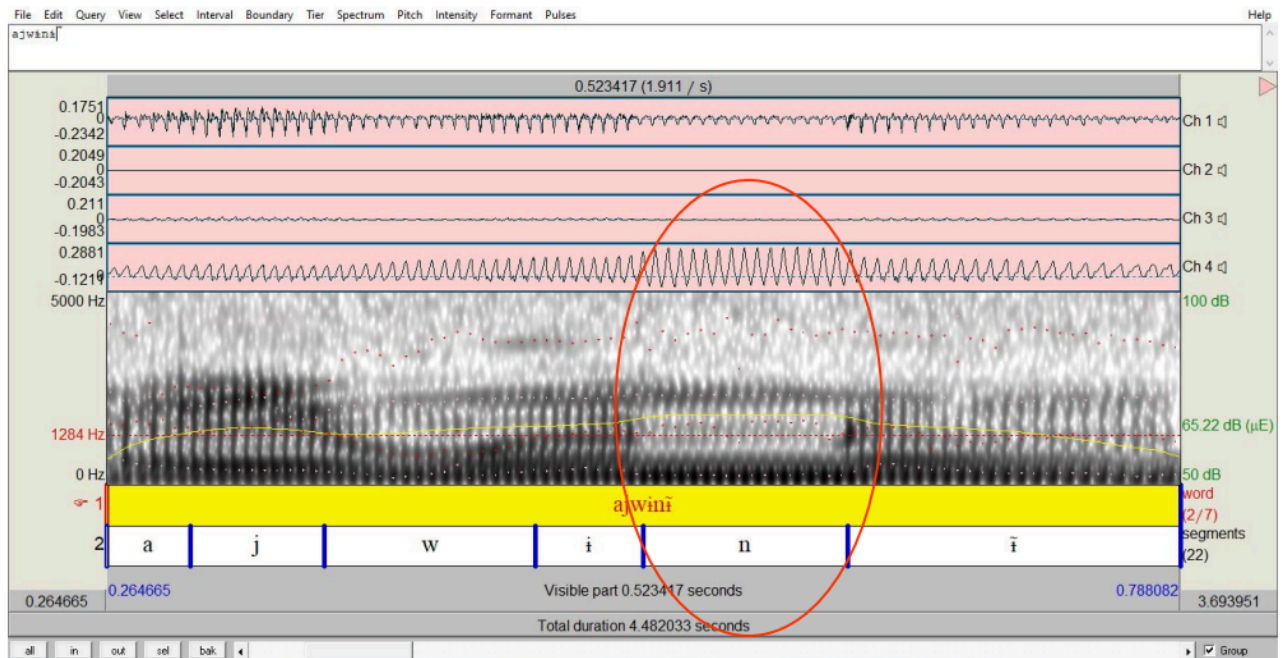 File Edit Query View Select Interval Boundary Tier Spectrum Pitch Intensity Formant Pulses Help
ajwɨnɨ̃
0.523417 (1.911 / s)
0.1751
0
-0.2342
Ch 1
0.2049
0
-0.2043
Ch 2
0.211
0
-0.1983
Ch 3
0.2881
0
-0.1219
Ch 4
5000 Hz 100 dB
1284 Hz 65.22 dB (µE)
0 Hz 50 dB
1 ajwɨnɨ̃ word (2/7)
2 a j w ɨ n ɨ̃ segments (22)
0.264665 0.264665 Visible part 0.523417 seconds 0.788082 3.693951
Total duration 4.482033 seconds
all in out sel bak Group